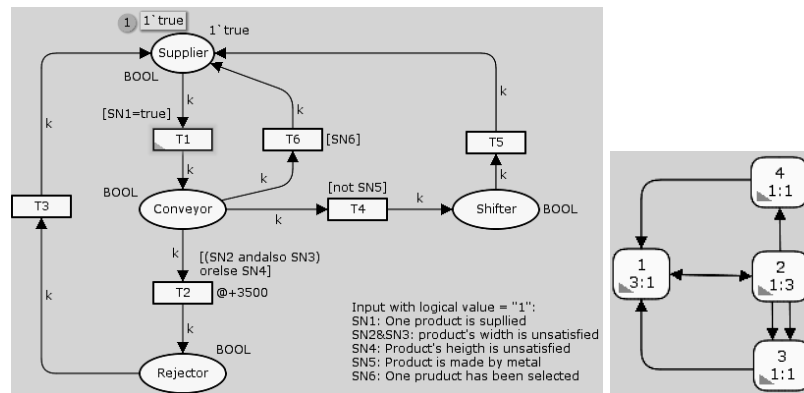 1 1`true
1`true
Supplier
BOOL
k
k
k
k
[SN1=true]
T1
T6
[SN6]
T5
k
k
k
BOOL
[not SN5]
T3
Conveyor
k
T4
k
Shifter
BOOL
k
[(SN2 andalso SN3)
orelse SN4]
T2
@+3500
k
k
BOOL
Rejector
Input with logical value = "1":
SN1: One product is supllied
SN2&SN3: product's width is unsatisfied
SN4: Product's heigth is unsatisfied
SN5: Product is made by metal
SN6: One pruduct has been selected
4
1:1
1
3:1
2
1:3
3
1:1